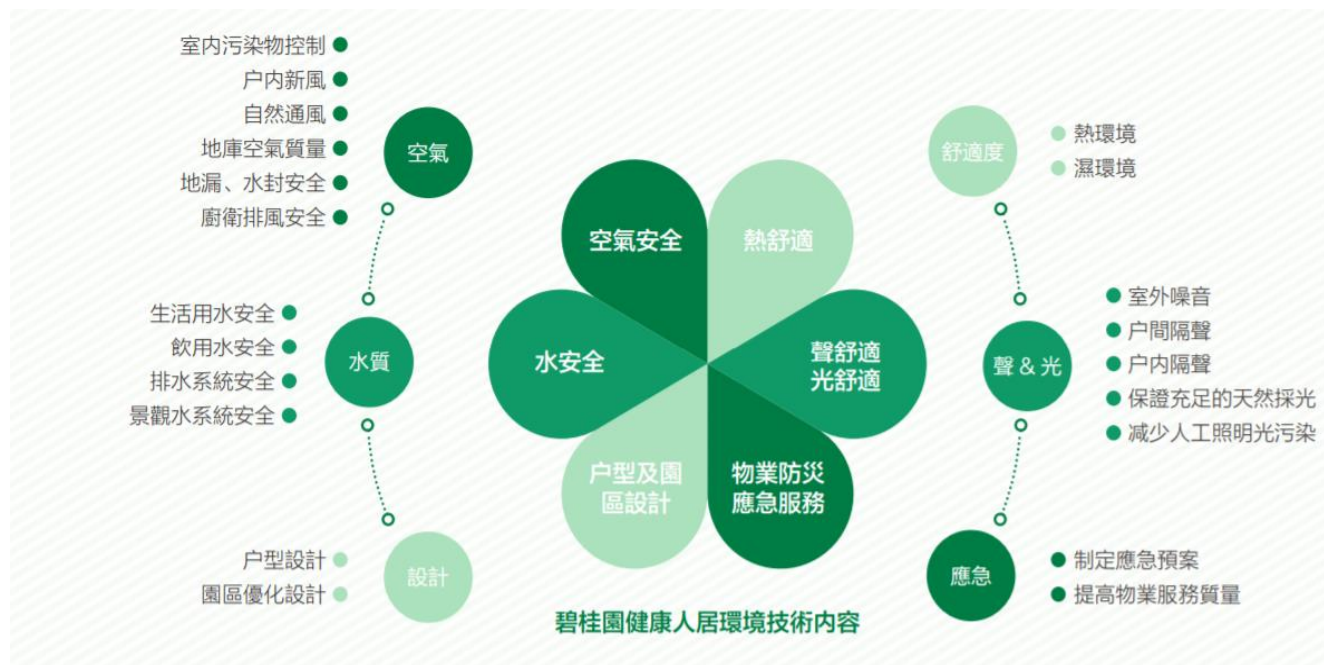 室内污染物控制
户内新風
自然通風
地庫空氣質量
地漏、水封安全
廚衛排風安全
空氣
生活用水安全
飲用水安全
排水系統安全
景觀水系統安全
水質
户型設計
園區優化設計
設計
空氣安全
熱舒適
水安全
聲舒適
光舒適
户型及園
區設計
物業防災
應急服務
碧桂園健康人居環境技術内容
舒適度
熱環境
濕環境
聲 & 光
室外噪音
户間隔聲
户内隔聲
保證充足的天然採光
减少人工照明光污染
應急
制定應急預案
提高物業服務質量